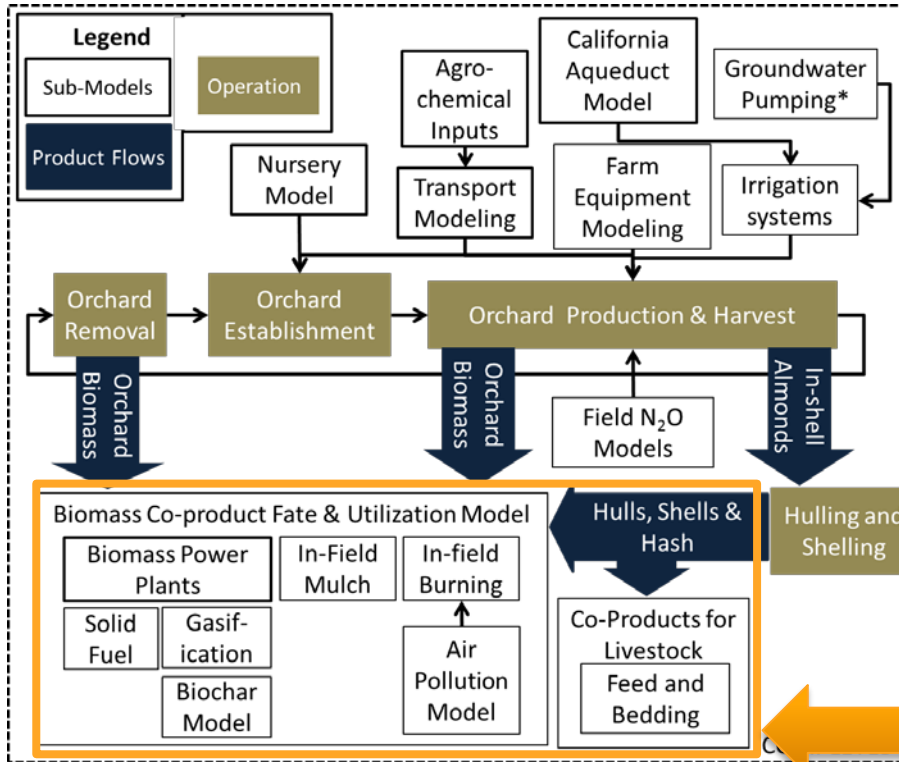 Legend
Sub-Models
Operation
Product Flows
Agro-
chemical
Inputs
California
Aqueduct
Model
Groundwater
Pumping*
Nursery
Model
Transport
Modeling
Farm
Equipment
Modeling
Irrigation
systems
Orchard
Removal
Orchard
Establishment
Orchard Production & Harvest
Orchard
Biomass
Orchard
Biomass
In-shell
Almonds
Field N₂O
Models
Biomass Co-product Fate & Utilization Model
Hulls, Shells &
Hash
Hulling and
Shelling
Biomass Power
Plants
In-Field
Mulch
In-field
Burning
Solid
Fuel
Gasif-
ication
Biochar
Model
Air
Pollution
Model
Co-Products for
Livestock
Feed and
Bedding